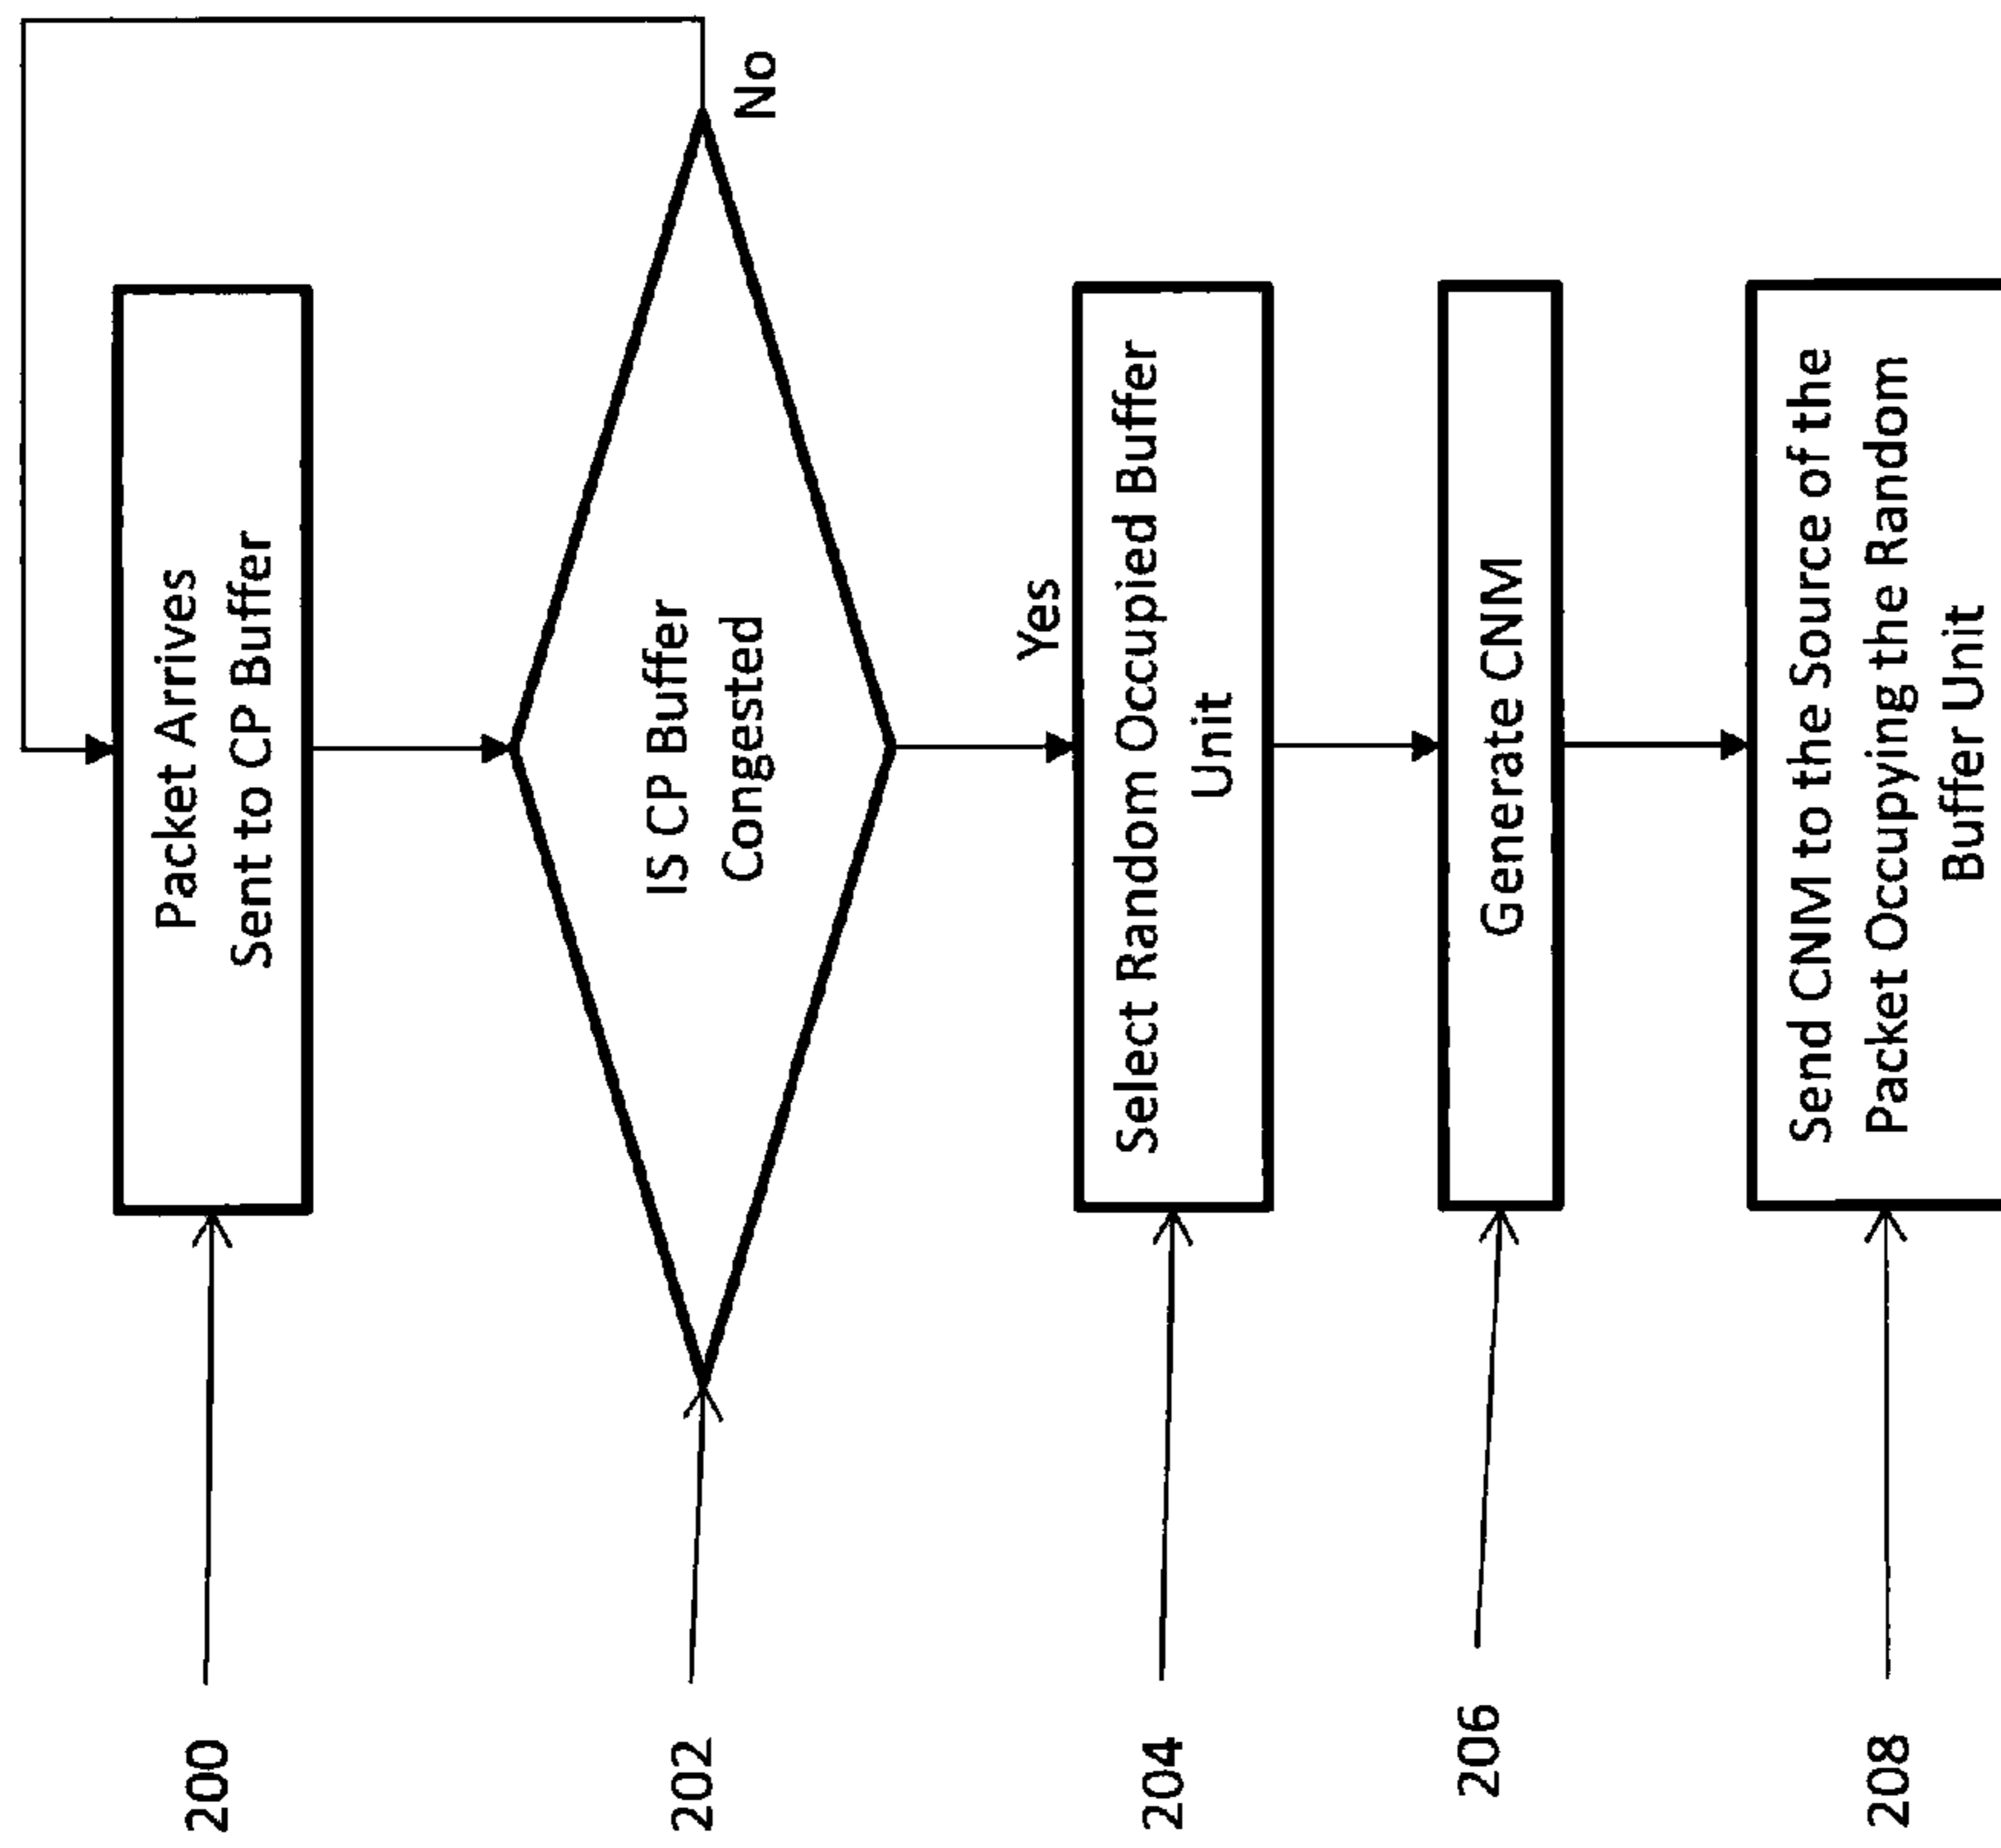 200
Packet Arrives
Sent to CP Buffer
202
IS CP Buffer
Congested
No
Yes
204
Select Random Occupied Buffer
Unit
206
Generate CNM
208
Send CNM to the Source of the
Packet Occupying the Random
Buffer Unit